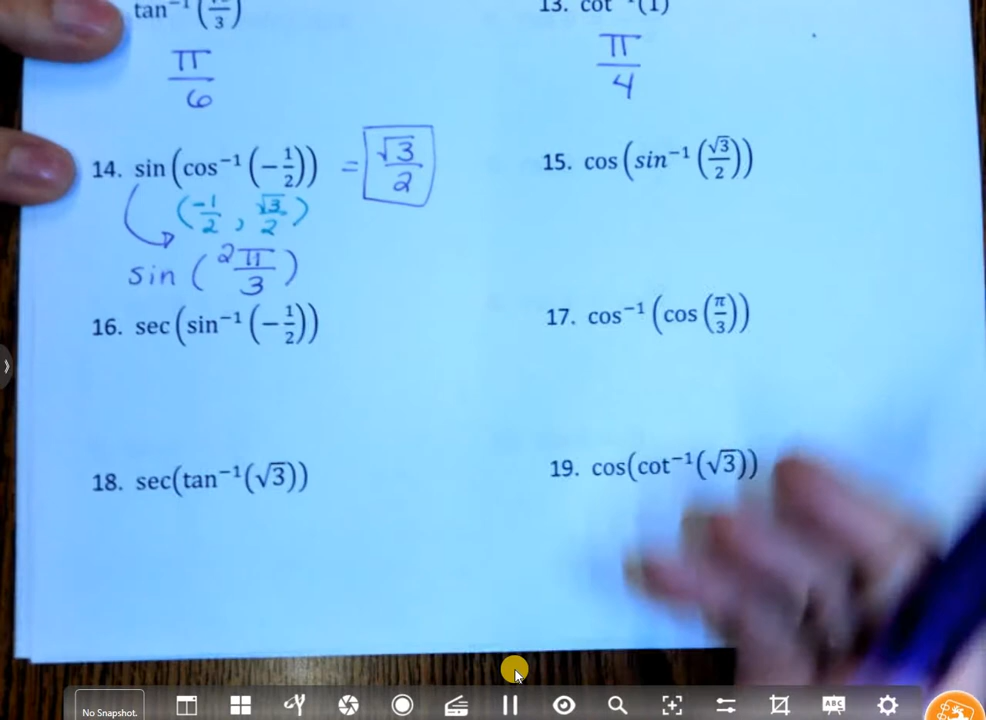 tan⁻¹(√3/3)
13. cot⁻¹(1)
π/6
π/4
14. sin(cos⁻¹(−1/2)) = √3/2
15. cos(sin⁻¹(√3/2))
(-1/2, √3/2)
sin(2π/3)
16. sec(sin⁻¹(−1/2))
17. cos⁻¹(cos(π/3))
18. sec(tan⁻¹(√3))
19. cos(cot⁻¹(√3))
No Snapshot.
ABC